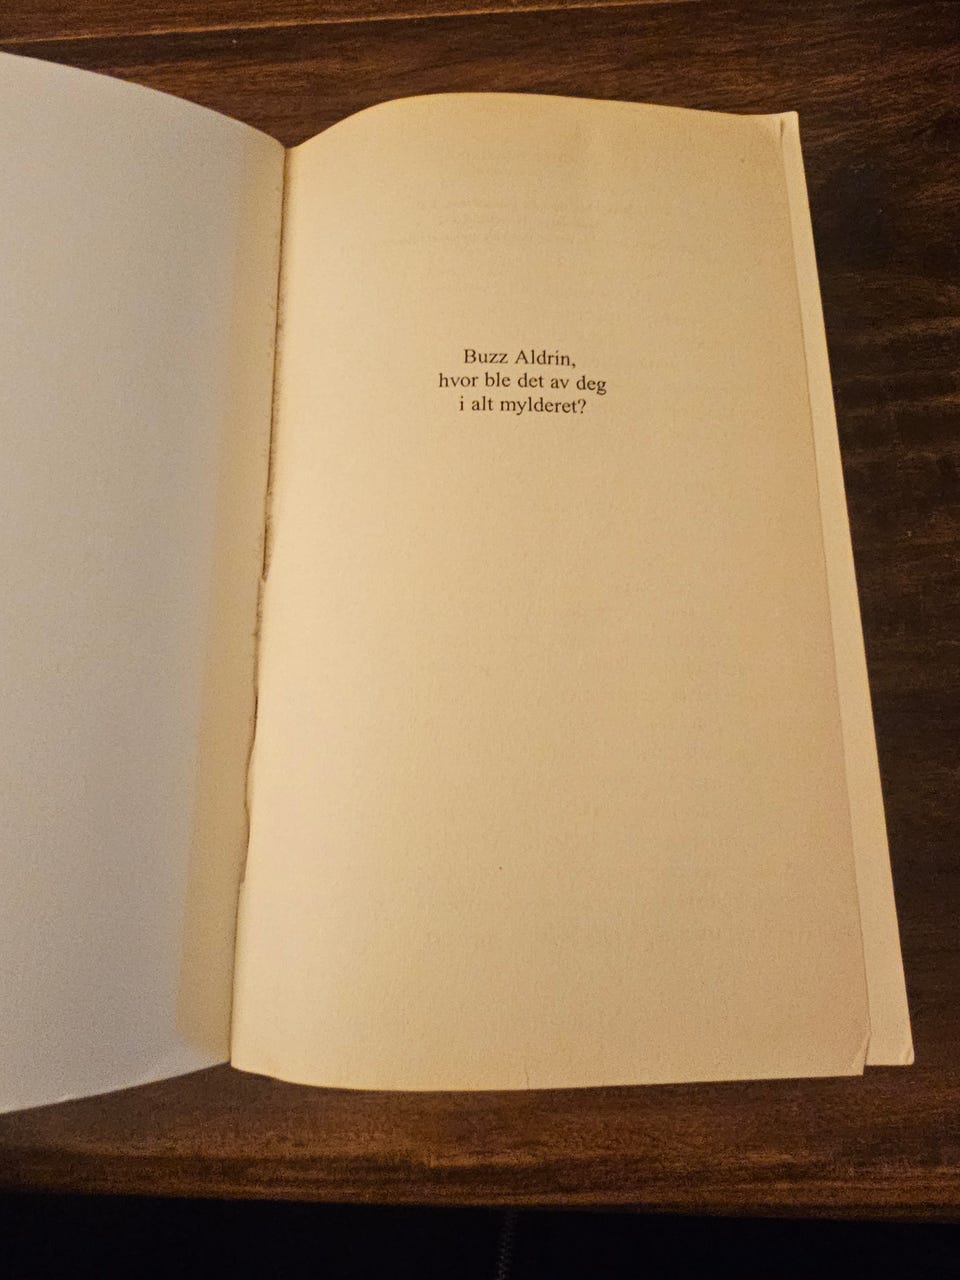 Buzz Aldrin,
hvor ble det av deg
i alt mylderet?